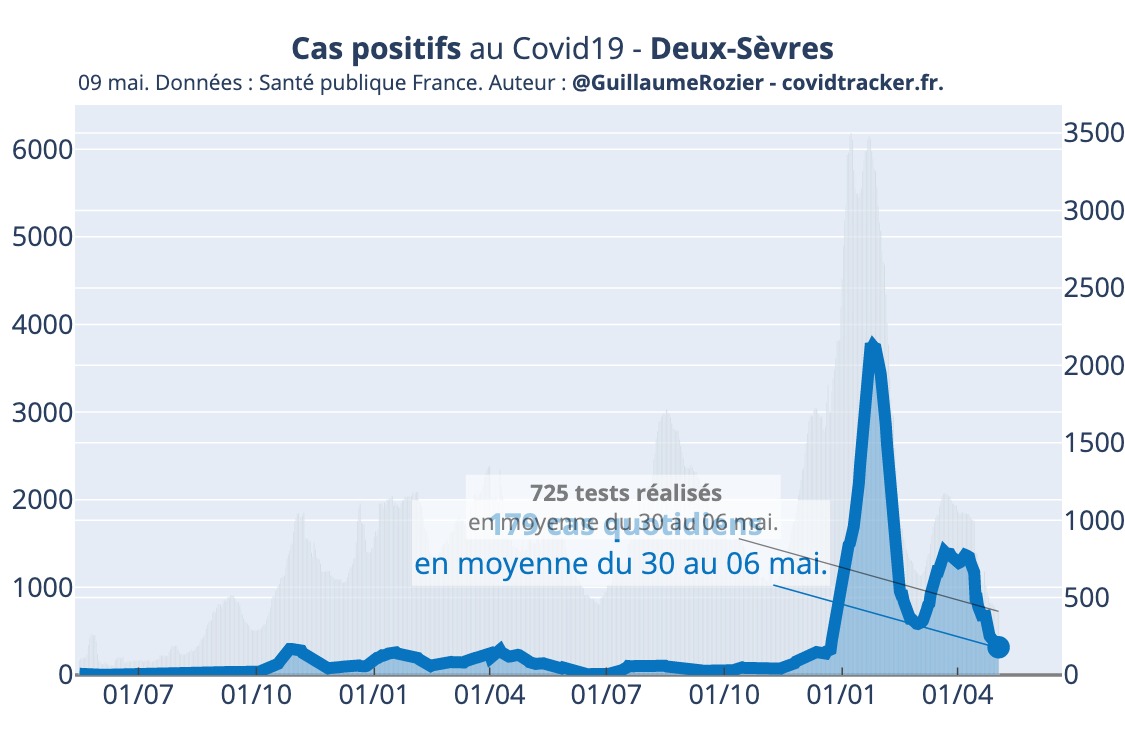 Cas positifs au Covid19 - Deux-Sèvres
09 mai. Données : Santé publique France. Auteur : @GuillaumeRozier - covidtracker.fr.
6000
5000
4000
3000
2000
1000
0
3500
3000
2500
2000
1500
1000
500
0
725 tests réalisés
en moyenne du 30 au 06 mai.
179 cas quotidiens
en moyenne du 30 au 06 mai.
01/07 01/10 01/01 01/04 01/07 01/10 01/01 01/04